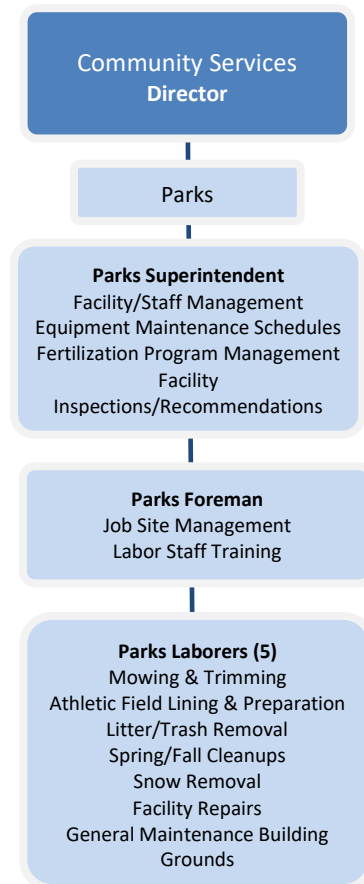 Community Services
Director
Parks
Parks Superintendent
Facility/Staff Management
Equipment Maintenance Schedules
Fertilization Program Management
Facility
Inspections/Recommendations
Parks Foreman
Job Site Management
Labor Staff Training
Parks Laborers (5)
Mowing & Trimming
Athletic Field Lining & Preparation
Litter/Trash Removal
Spring/Fall Cleanups
Snow Removal
Facility Repairs
General Maintenance Building
Grounds